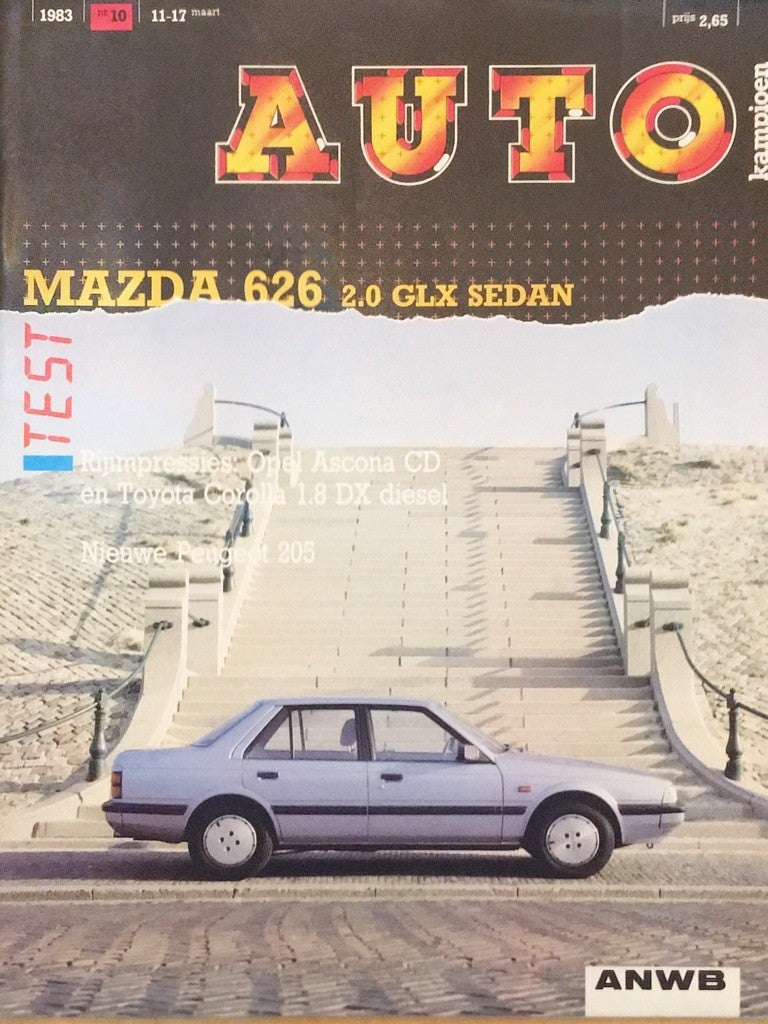 1983 nr 10 11-17 maart prijs 2,65
AUTO
kampioen
MAZDA 626 2.0 GLX SEDAN
TEST
Rijimpressies: Opel Ascona CD
en Toyota Corolla 1.8 DX diesel
Nieuwe Peugeot 205
ANWB